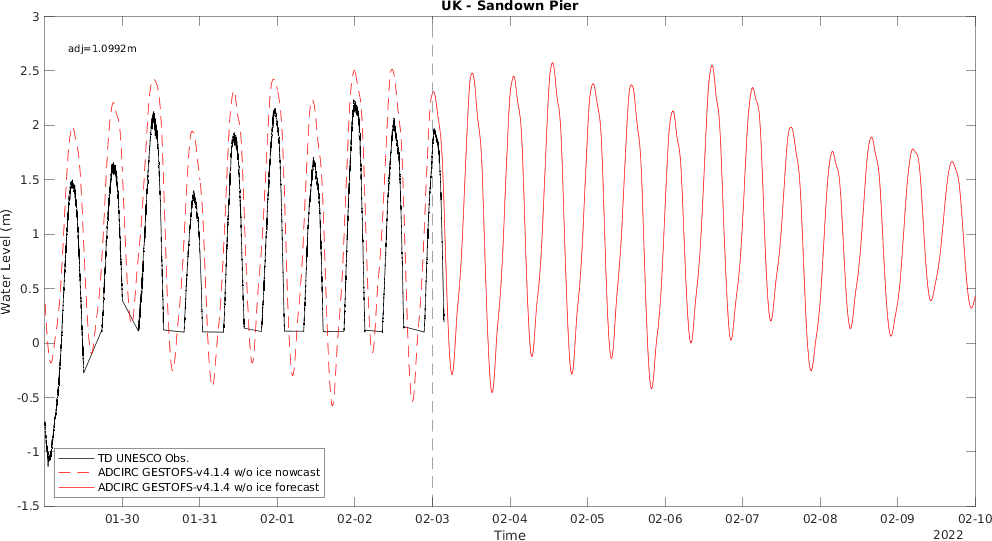 UK - Sandown Pier
adj=1.0992m
3
2.5
2
1.5
1
0.5
0
-0.5
-1
-1.5
Water Level (m)
TD UNESCO Obs.
ADCIRC GESTOFS-v4.1.4 w/o ice nowcast
ADCIRC GESTOFS-v4.1.4 w/o ice forecast
01-30 01-31 02-01 02-02 02-03 02-04 02-05 02-06 02-07 02-08 02-09 02-10
Time
2022